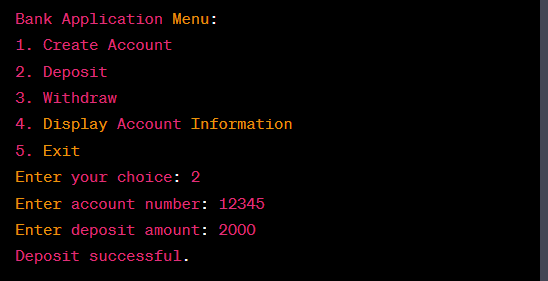 Bank Application Menu:
1. Create Account
2. Deposit
3. Withdraw
4. Display Account Information
5. Exit
Enter your choice: 2
Enter account number: 12345
Enter deposit amount: 2000
Deposit successful.